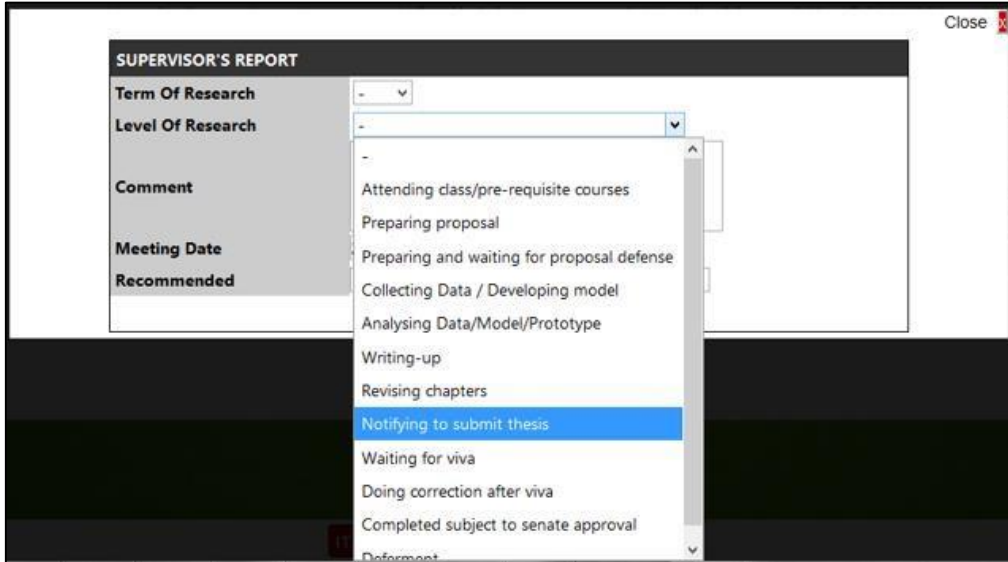 Close x
SUPERVISOR'S REPORT
Term Of Research -
Level Of Research -
-
Attending class/pre-requisite courses
Comment
Preparing proposal
Preparing and waiting for proposal defense
Meeting Date
Collecting Data / Developing model
Recommended
Analysing Data/Model/Prototype
Writing-up
Revising chapters
Notifying to submit thesis
Waiting for viva
Doing correction after viva
Completed subject to senate approval
Deferment